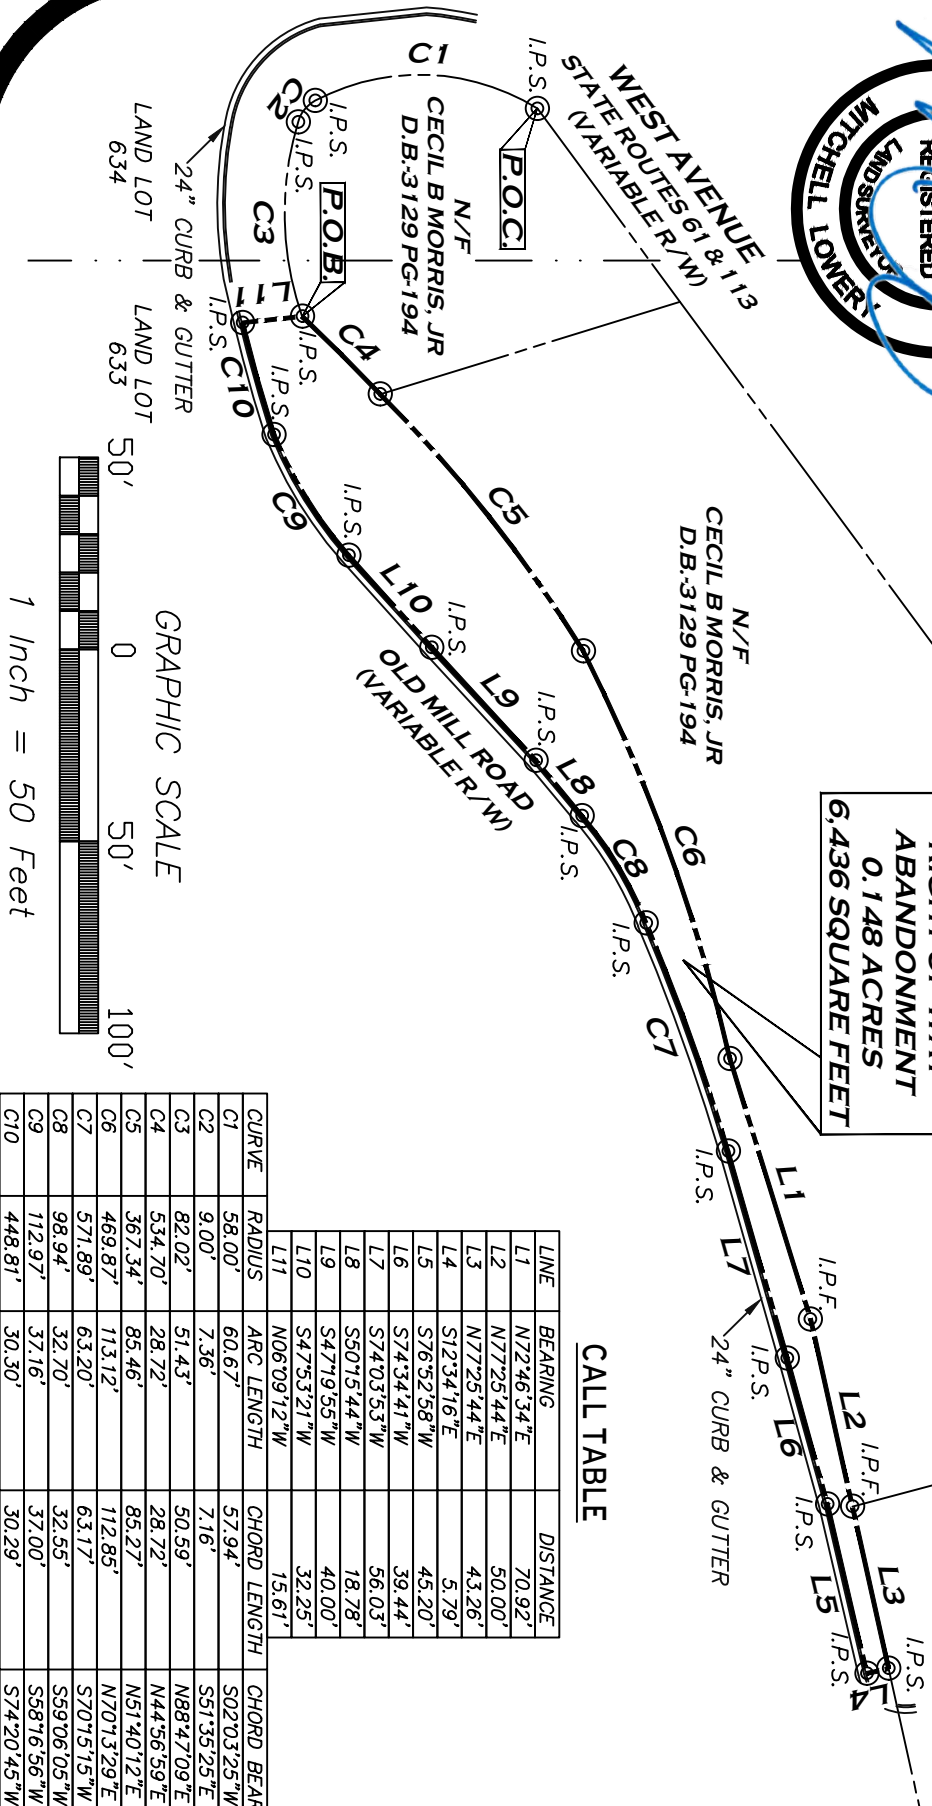 REGISTERED
LAND SURVEYOR
MITCHELL LOWERY
WEST AVENUE
STATE ROUTES 61 & 113
(VARIABLE R/W)
P.O.C.
I.P.S.
C1
N/F
CECIL B MORRIS, JR
D.B.-3129 PG-194
I.P.S.
C2
I.P.S.
P.O.B.
C3
24" CURB & GUTTER
LAND LOT
634
LAND LOT
633
L11
I.P.S.
I.P.S.
C4
C10
I.P.S.
C5
C9
I.P.S.
L10
I.P.S.
N/F
CECIL B MORRIS, JR
D.B.-3129 PG-194
L9
OLD MILL ROAD
(VARIABLE R/W)
I.P.S.
L8
I.P.S.
C6
C8
I.P.S.
ABANDONMENT
0.148 ACRES
6,436 SQUARE FEET
C7
I.P.S.
L1
L7
I.P.F.
I.P.S.
24" CURB & GUTTER
L2
L6
I.P.F.
I.P.S.
L3
L5
I.P.S.
I.P.S.
L4
50'
0
50'
100'
GRAPHIC SCALE
1 Inch = 50 Feet
CALL TABLE
LINE BEARING DISTANCE
L1 N72°46'34"E 70.92'
L2 N77°25'44"E 50.00'
L3 N77°25'44"E 43.26'
L4 S12°34'16"E 5.79'
L5 S76°52'58"W 45.20'
L6 S74°34'41"W 39.44'
L7 S74°03'53"W 56.03'
L8 S50°15'44"W 18.78'
L9 S47°19'55"W 40.00'
L10 S47°53'21"W 32.25'
L11 N06°09'12"W 15.61'
CURVE RADIUS ARC LENGTH CHORD LENGTH CHORD BEAR
C1 58.00' 60.67' 57.94' S02°03'25"W
C2 9.00' 7.36' 7.16' S51°35'25"E
C3 82.02' 51.43' 50.59' N88°47'09"E
C4 534.70' 28.72' 28.72' N44°56'59"E
C5 367.34' 85.46' 85.27' N51°40'12"E
C6 469.87' 113.12' 112.85' N70°13'29"E
C7 571.89' 63.20' 63.17' S70°15'15"W
C8 98.94' 32.70' 32.55' S59°06'05"W
C9 112.97' 37.16' 37.00' S58°16'56"W
C10 448.81' 30.30' 30.29' S74°20'45"W